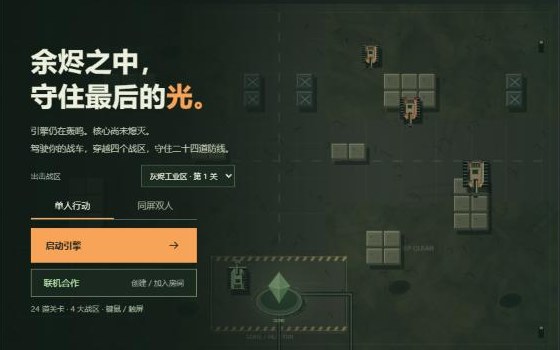 余烬之中，
守住最后的光。
引擎仍在轰鸣。核心尚未熄灭。
驾驶你的战车，穿越四个战区，守住二十四道防线。
出击战区
灰烬工业区 · 第 1 关
单人行动
同屏双人
启动引擎 →
联机合作
创建 / 加入房间
24 道关卡 · 4 大战区 · 键鼠 / 触屏